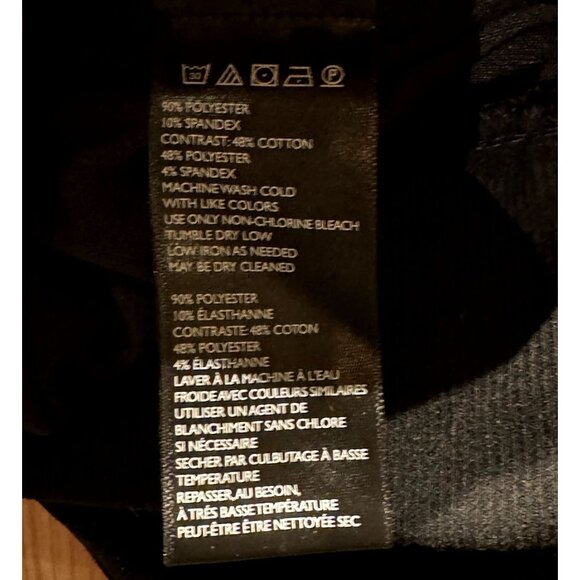 30
P
90% POLYESTER
10% SPANDEX
CONTRAST: 48% COTTON
48% POLYESTER
4% SPANDEX
MACHINE WASH COLD
WITH LIKE COLORS
USE ONLY NON-CHLORINE BLEACH
TUMBLE DRY LOW
LOW IRON AS NEEDED
MAY BE DRY CLEANED
90% POLYESTER
10% ÉLASTHANNE
CONTRASTE: 48% COTON
48% POLYESTER
4% ÉLASTHANNE
LAVER À LA MACHINE À L'EAU
FROIDE AVEC COULEURS SIMILAIRES
UTILISER UN AGENT DE
BLANCHIMENT SANS CHLORE
SI NÉCESSAIRE
SECHER PAR CULBUTAGE À BASSE
TEMPERATURE
REPASSER, AU BESOIN,
À TRÉS BASSE TEMPÉRATURE
PEUT-ÊTRE ÊTRE NETTOYÉE SEC